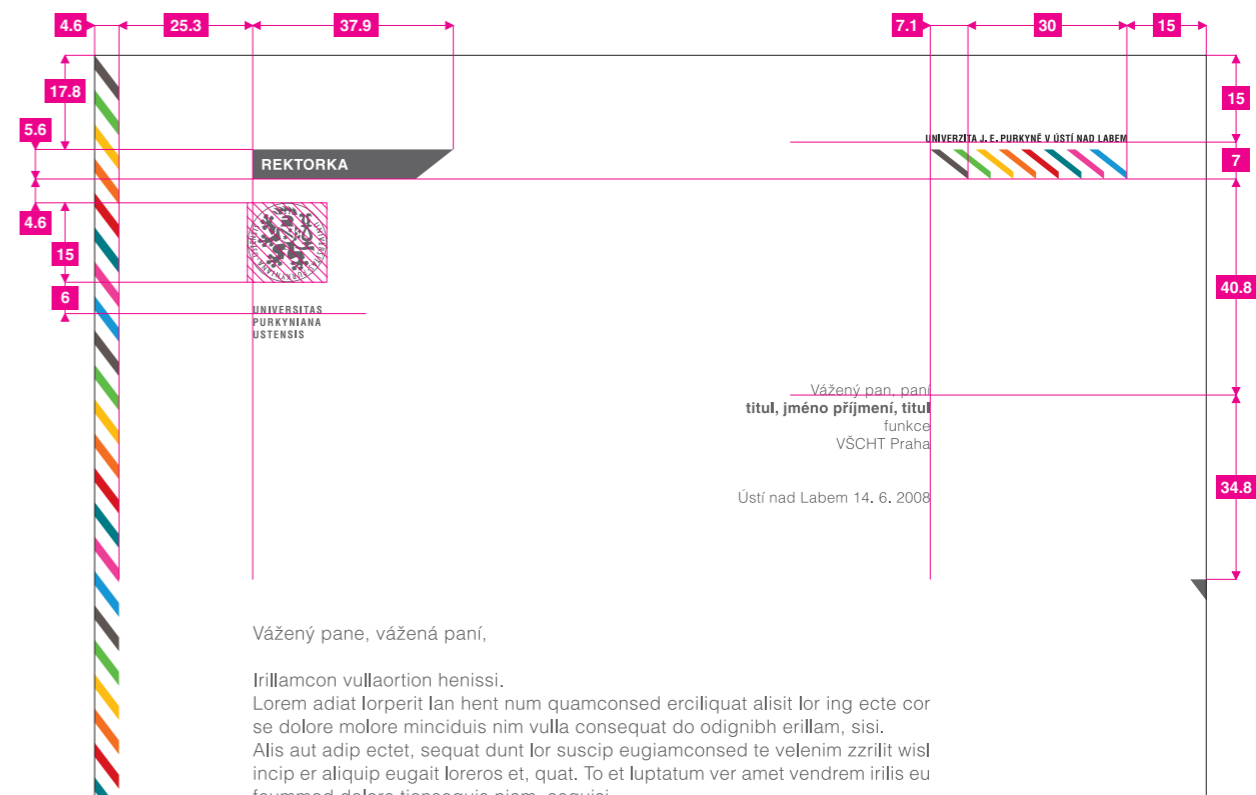 4.6 25.3 37.9 7.1 30 15
17.8
15
5.6
UNIVERZITA J. E. PURKYNĚ V ÚSTÍ NAD LABEM
REKTORKA
7
4.6
15
6
40.8
UNIVERSITAS
PURKYNIANA
USTENSIS
Vážený pan, paní
titul, jméno příjmení, titul
funkce
VŠCHT Praha
34.8
Ústí nad Labem 14. 6. 2008
Vážený pane, vážená paní,
Irillamcon vullaortion henissi.
Lorem adiat lorperit lan hent num quamconsed erciliquat alisit lor ing ecte cor
se dolore molore minciduis nim vulla consequat do odignibh erillam, sisi.
Alis aut adip ectet, sequat dunt lor suscip eugiamconsed te velenim zzrilit wisl
incip er aliquip eugait loreros et, quat. To et luptatum ver amet vendrem irilis eu